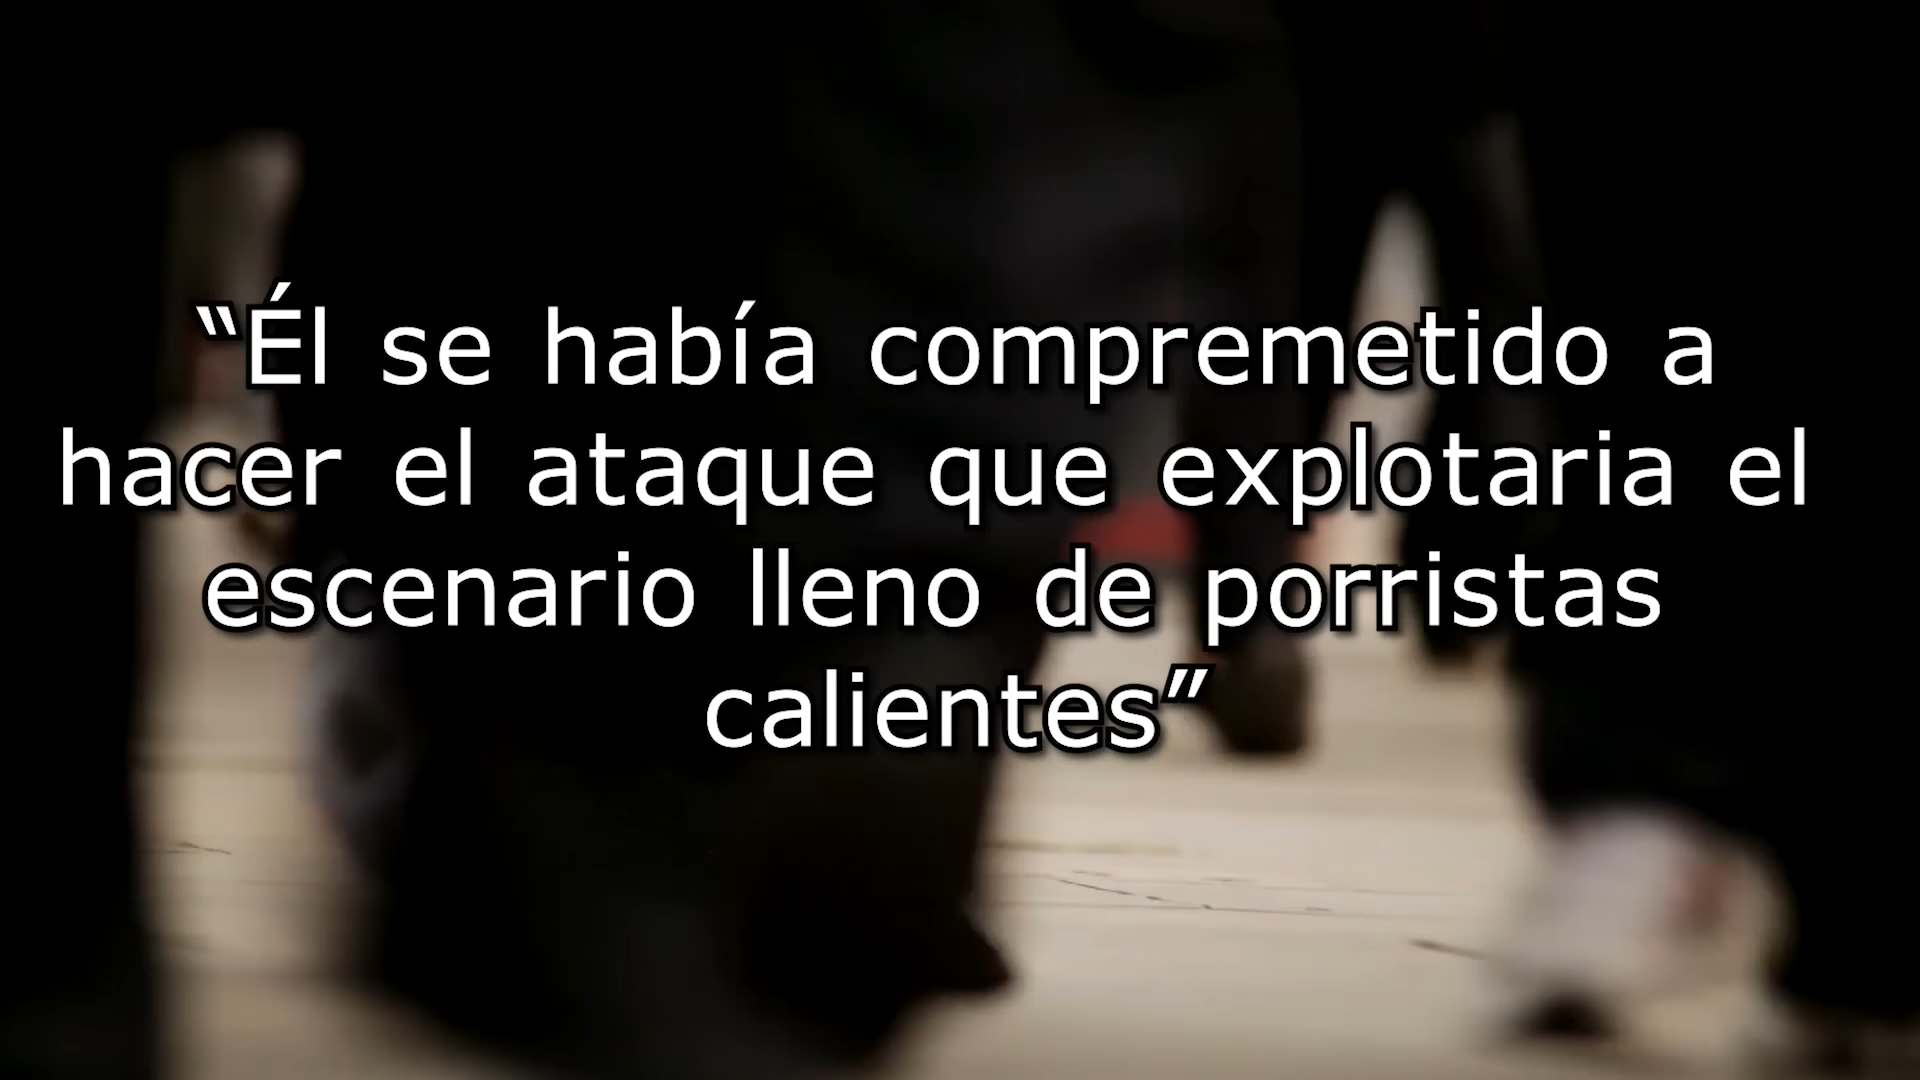 “Él se había compremetido a
hacer el ataque que explotaria el
escenario lleno de porristas
calientes”